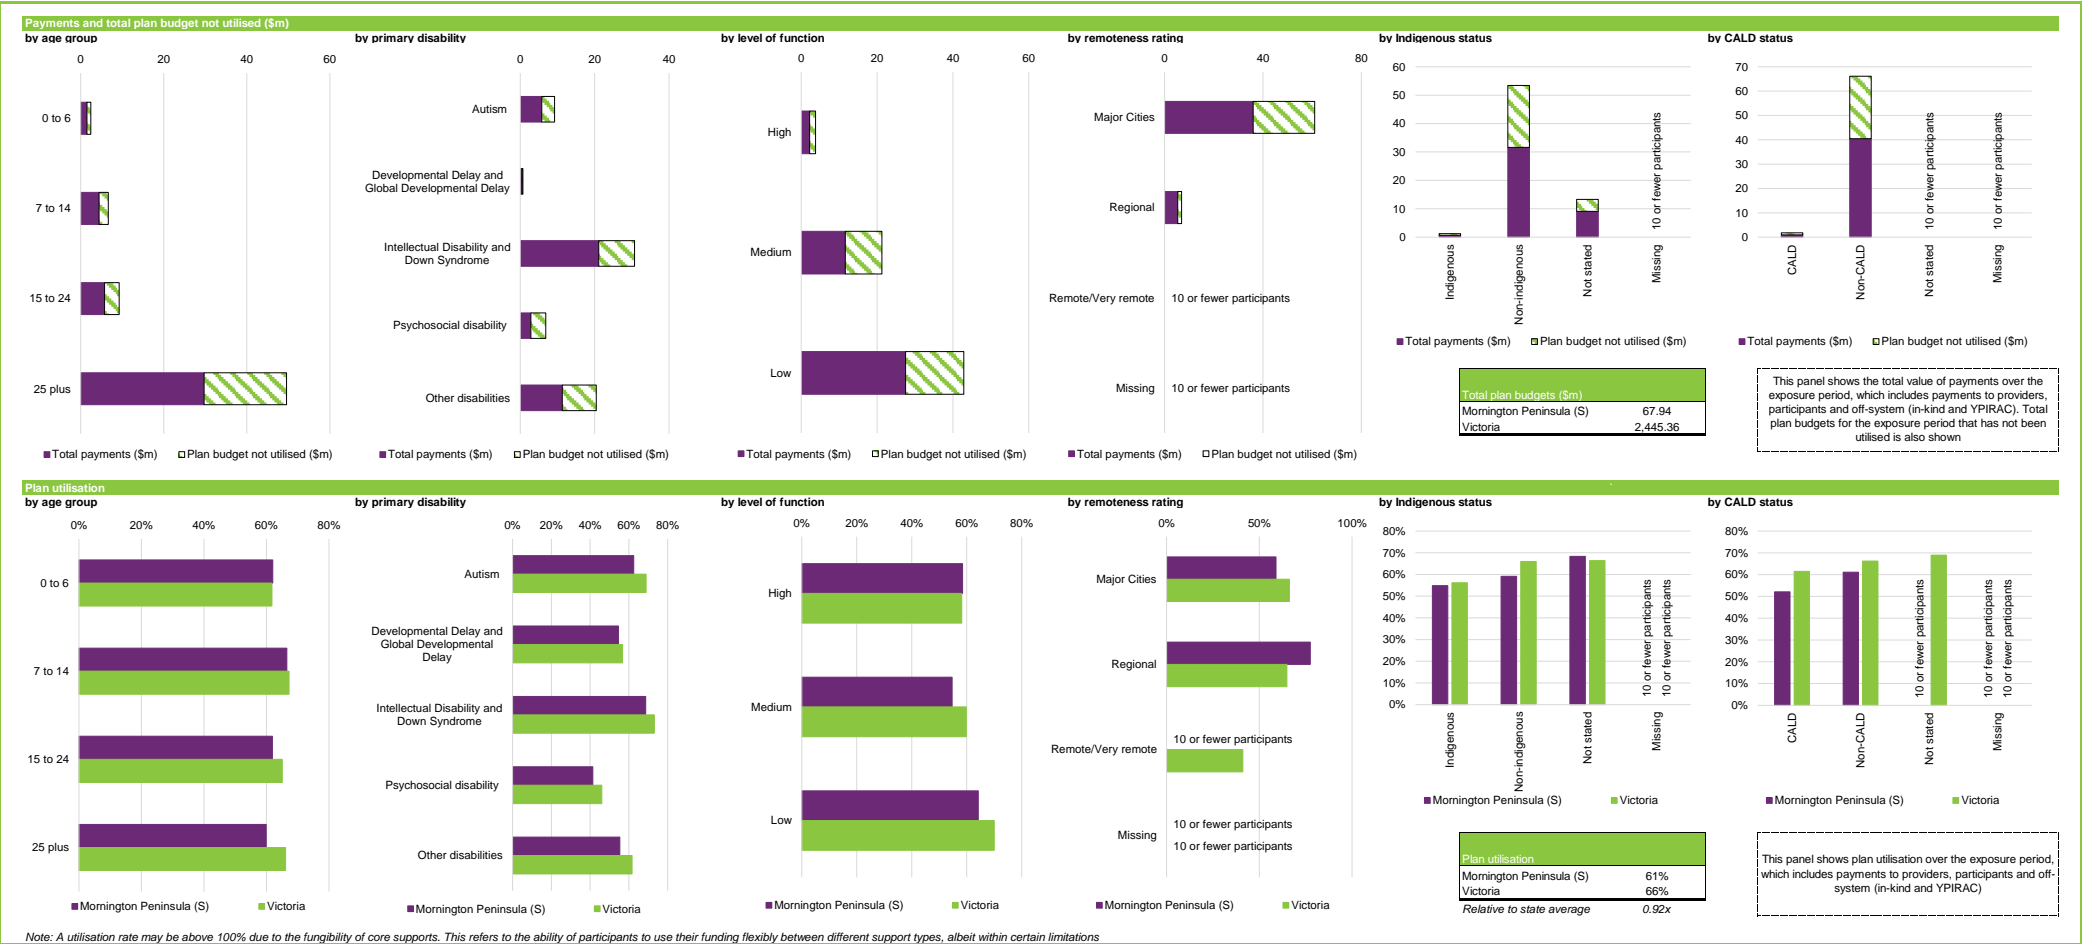 Payments and total plan budget not utilised ($m)
by age group
0 20 40 60
0 to 6
7 to 14
15 to 24
25 plus
Total payments ($m) Plan budget not utilised ($m)
by primary disability
0 20 40
Autism
Developmental Delay and
Global Developmental Delay
Intellectual Disability and
Down Syndrome
Psychosocial disability
Other disabilities
Total payments ($m) Plan budget not utilised ($m)
by level of function
0 20 40 60
High
Medium
Low
Total payments ($m) Plan budget not utilised ($m)
by remoteness rating
0 40 80
Major Cities
Regional
Remote/Very remote 10 or fewer participants
Missing 10 or fewer participants
Total payments ($m) Plan budget not utilised ($m)
by Indigenous status
60
50
40
30
20
10
0
10 or fewer participants
Indigenous
Non-indigenous
Not stated
Missing
Total payments ($m) Plan budget not utilised ($m)
by CALD status
70
60
50
40
30
20
10
0
10 or fewer participants
10 or fewer participants
CALD
Non-CALD
Not stated
Missing
Total payments ($m) Plan budget not utilised ($m)
Total plan budgets ($m)
Mornington Peninsula (S) 67.94
Victoria 2,445.36
This panel shows the total value of payments over the
exposure period, which includes payments to providers,
participants and off-system (in-kind and YPIRAC). Total
plan budgets for the exposure period that has not been
utilised is also shown
Plan utilisation
by age group
0% 20% 40% 60% 80%
0 to 6
7 to 14
15 to 24
25 plus
Mornington Peninsula (S) Victoria
by primary disability
0% 20% 40% 60% 80%
Autism
Developmental Delay and
Global Developmental
Delay
Intellectual Disability and
Down Syndrome
Psychosocial disability
Other disabilities
Mornington Peninsula (S) Victoria
by level of function
0% 20% 40% 60% 80%
High
Medium
Low
Mornington Peninsula (S) Victoria
by remoteness rating
0% 50% 100%
Major Cities
Regional
Remote/Very remote
10 or fewer participants
Missing
10 or fewer participants
10 or fewer participants
Mornington Peninsula (S) Victoria
by Indigenous status
80%
70%
60%
50%
40%
30%
20%
10%
0%
10 or fewer participants
10 or fewer participants
Indigenous
Non-indigenous
Not stated
Missing
Mornington Peninsula (S) Victoria
by CALD status
80%
70%
60%
50%
40%
30%
20%
10%
0%
10 or fewer participants
10 or fewer participants
10 or fewer participants
CALD
Non-CALD
Not stated
Missing
Mornington Peninsula (S) Victoria
Plan utilisation
Mornington Peninsula (S) 61%
Victoria 66%
Relative to state average 0.92x
This panel shows plan utilisation over the exposure period,
which includes payments to providers, participants and off-
system (in-kind and YPIRAC)
Note: A utilisation rate may be above 100% due to the fungibility of core supports. This refers to the ability of participants to use their funding flexibly between different support types, albeit within certain limitations